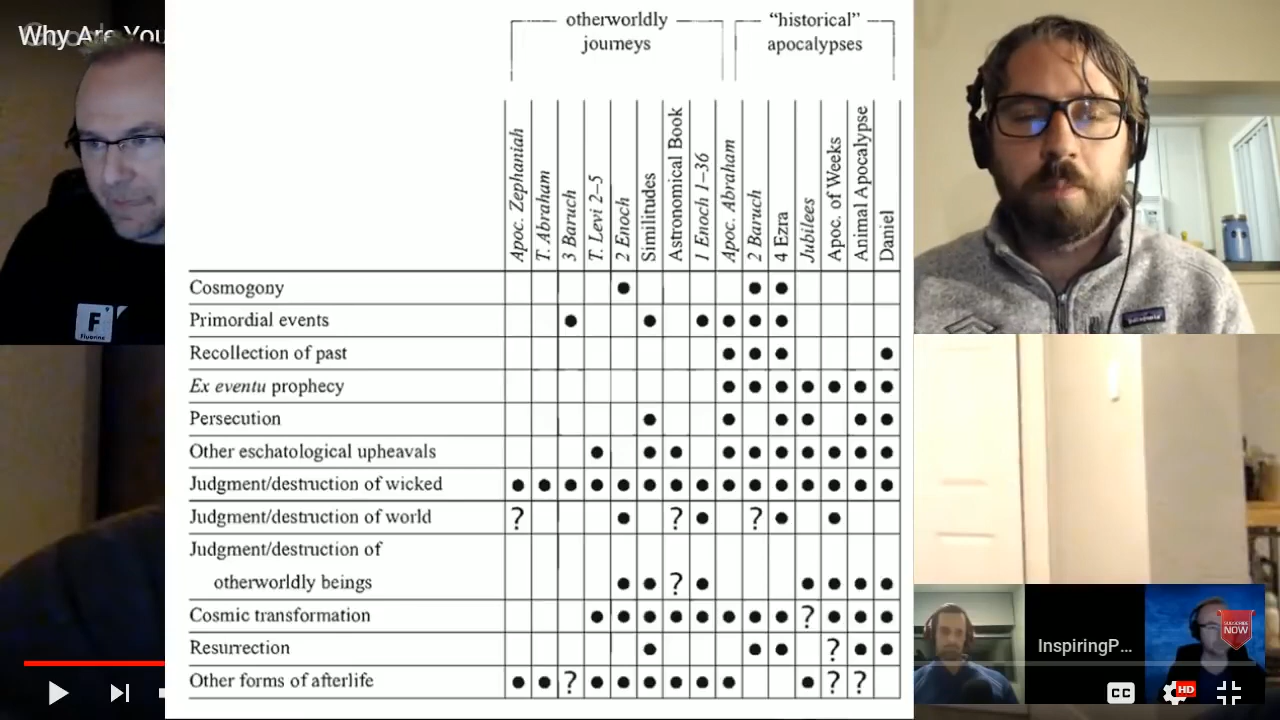 Why Are You
otherworldly
journeys
“historical”
apocalypses
Apoc. Zephaniah
T. Abraham
3 Baruch
T. Levi 2–5
2 Enoch
Similitudes
Astronomical Book
1 Enoch 1–36
Apoc. Abraham
2 Baruch
4 Ezra
Jubilees
Apoc. of Weeks
Animal Apocalypse
Daniel
Cosmogony ● ● ●
Primordial events ● ● ● ● ● ●
Recollection of past ● ● ● ●
Ex eventu prophecy ● ● ● ● ● ● ●
Persecution ● ● ● ● ● ●
Other eschatological upheavals ● ● ● ● ● ● ● ● ● ●
Judgment/destruction of wicked ● ● ● ● ● ● ● ● ● ● ● ● ● ● ●
Judgment/destruction of world ? ● ? ● ? ● ●
Judgment/destruction of
otherworldly beings ● ● ? ● ● ● ● ●
Cosmic transformation ● ● ● ● ● ● ● ● ? ● ● ●
Resurrection ● ● ● ? ● ●
Other forms of afterlife ● ● ? ● ● ● ● ● ● ● ? ?
F
Fluorine
patagonia
InspiringP...
SUBSCRIBE
NOW
CC
HD